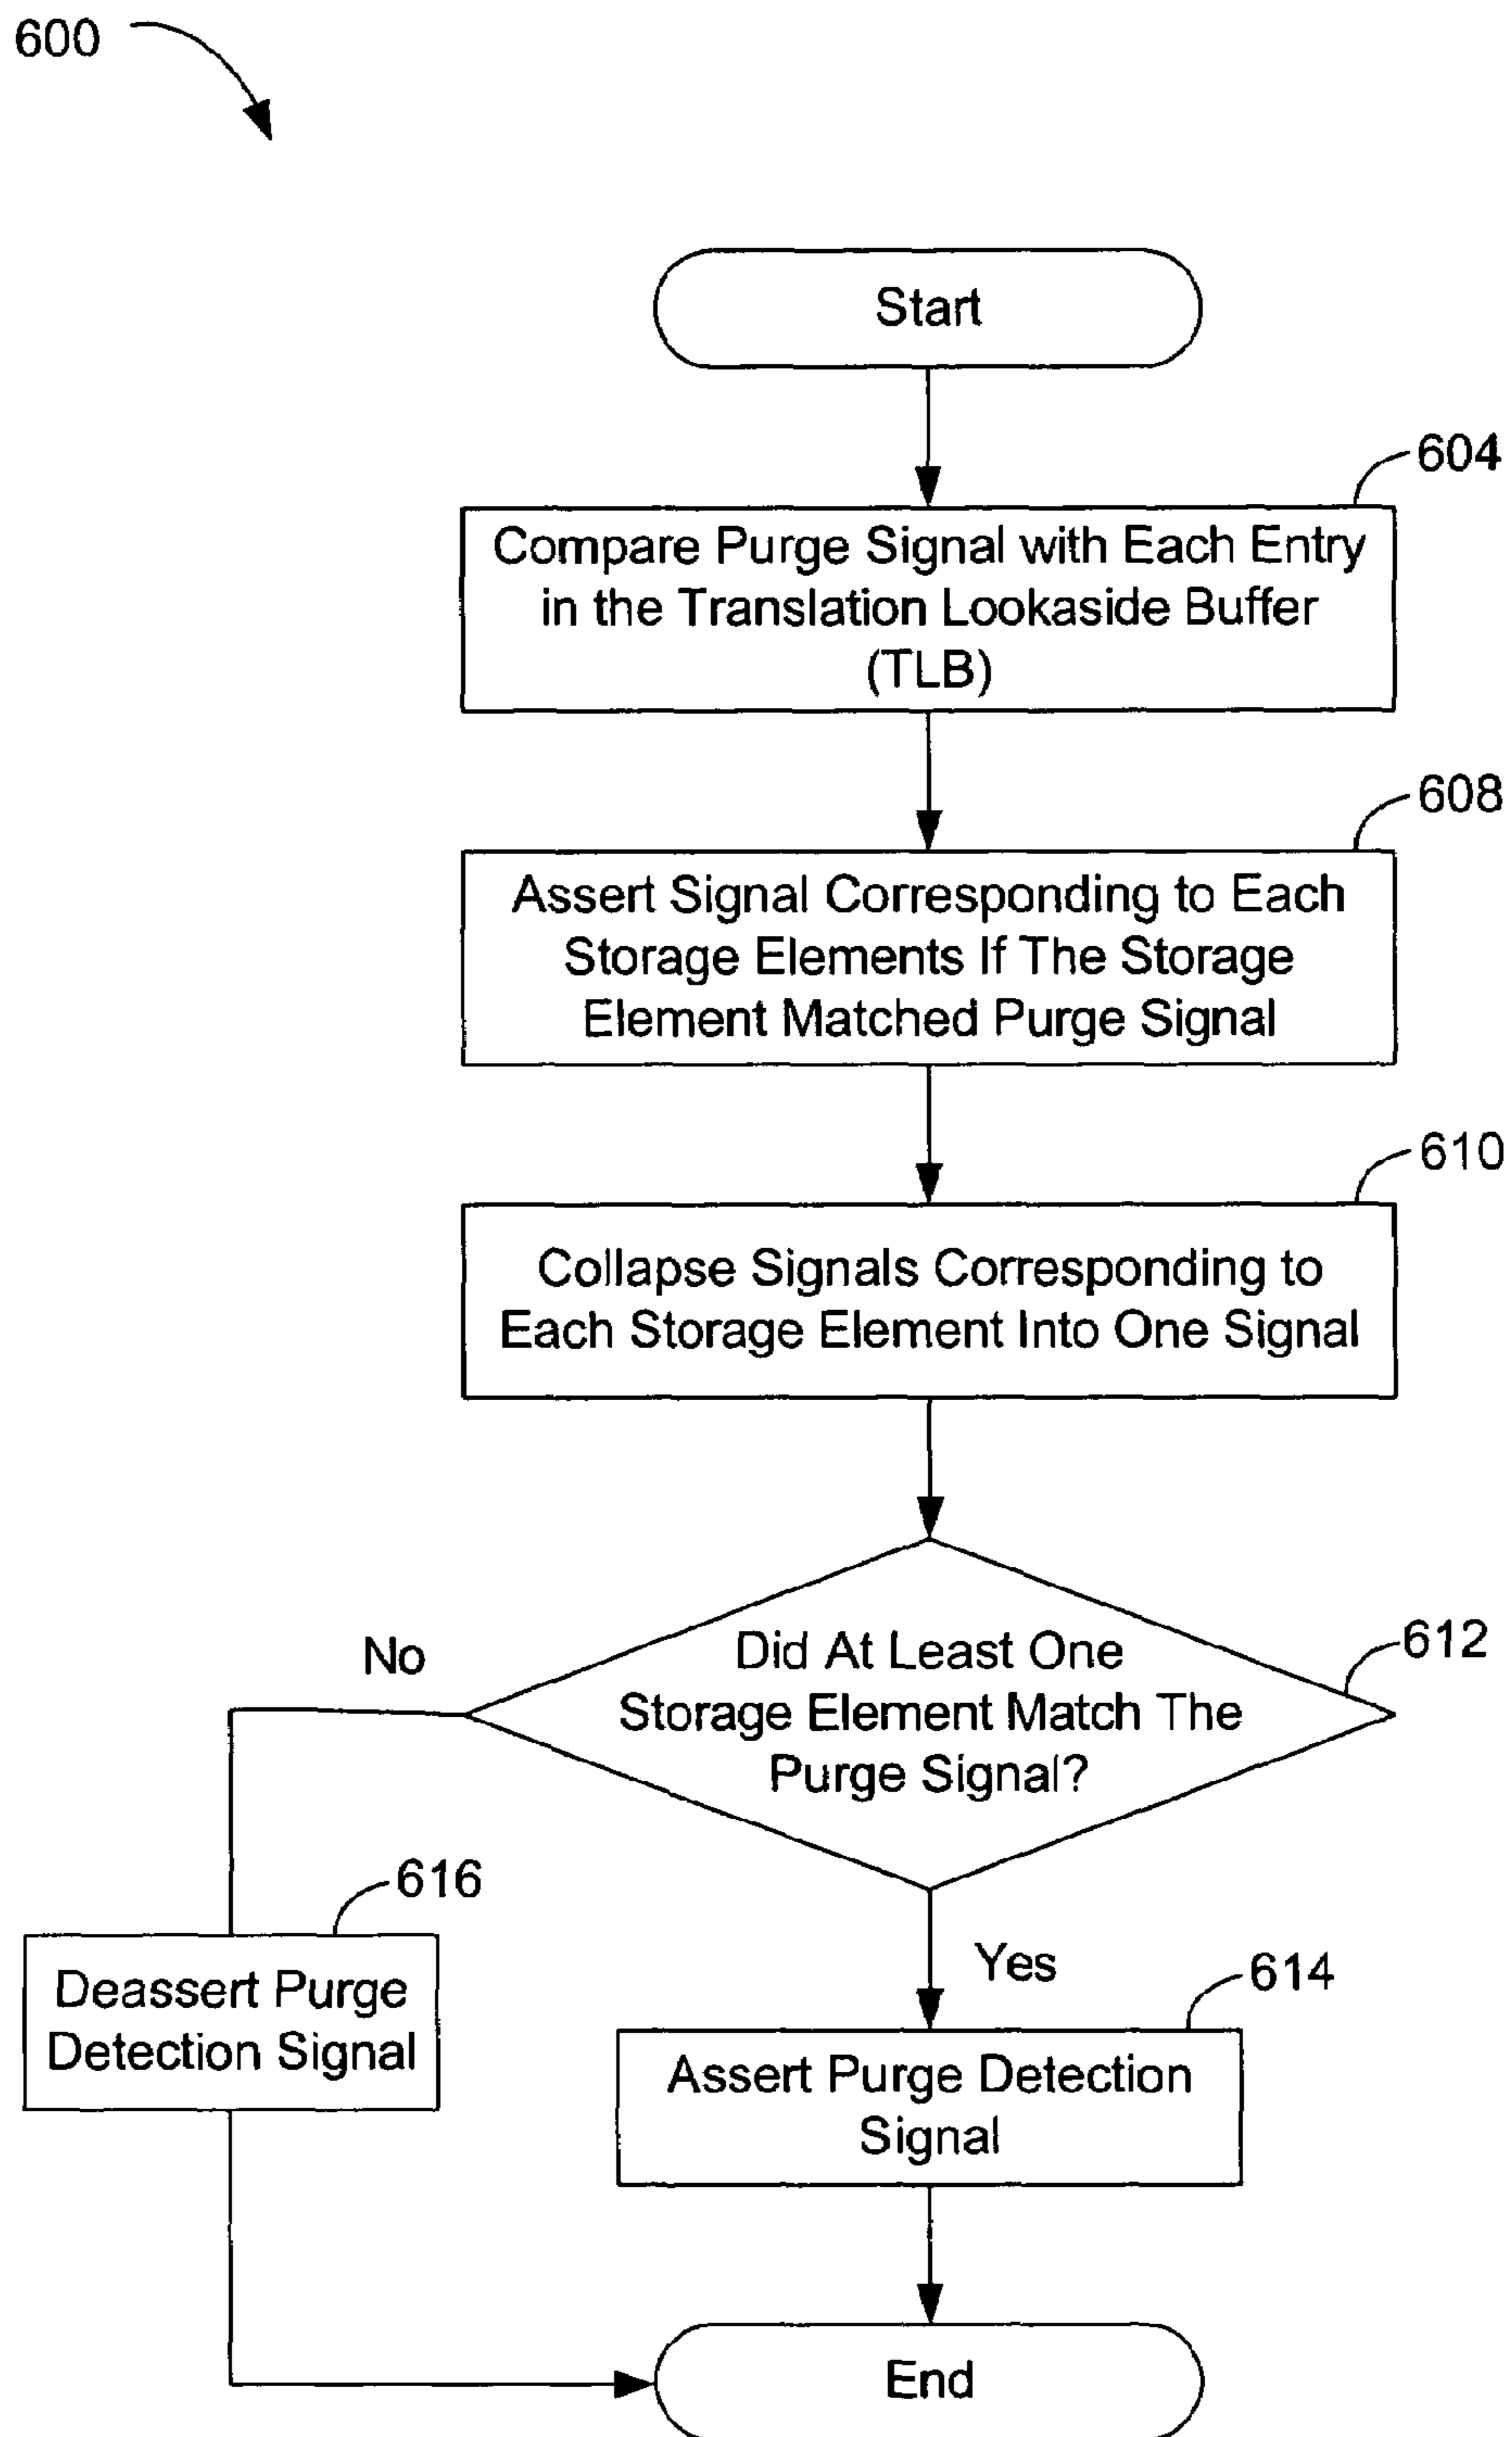 600
Start
604
Compare Purge Signal with Each Entry
in the Translation Lookaside Buffer
(TLB)
608
Assert Signal Corresponding to Each
Storage Elements If The Storage
Element Matched Purge Signal
610
Collapse Signals Corresponding to
Each Storage Element Into One Signal
612
Did At Least One
Storage Element Match The
Purge Signal?
No
Yes
616
Deassert Purge
Detection Signal
614
Assert Purge Detection
Signal
End